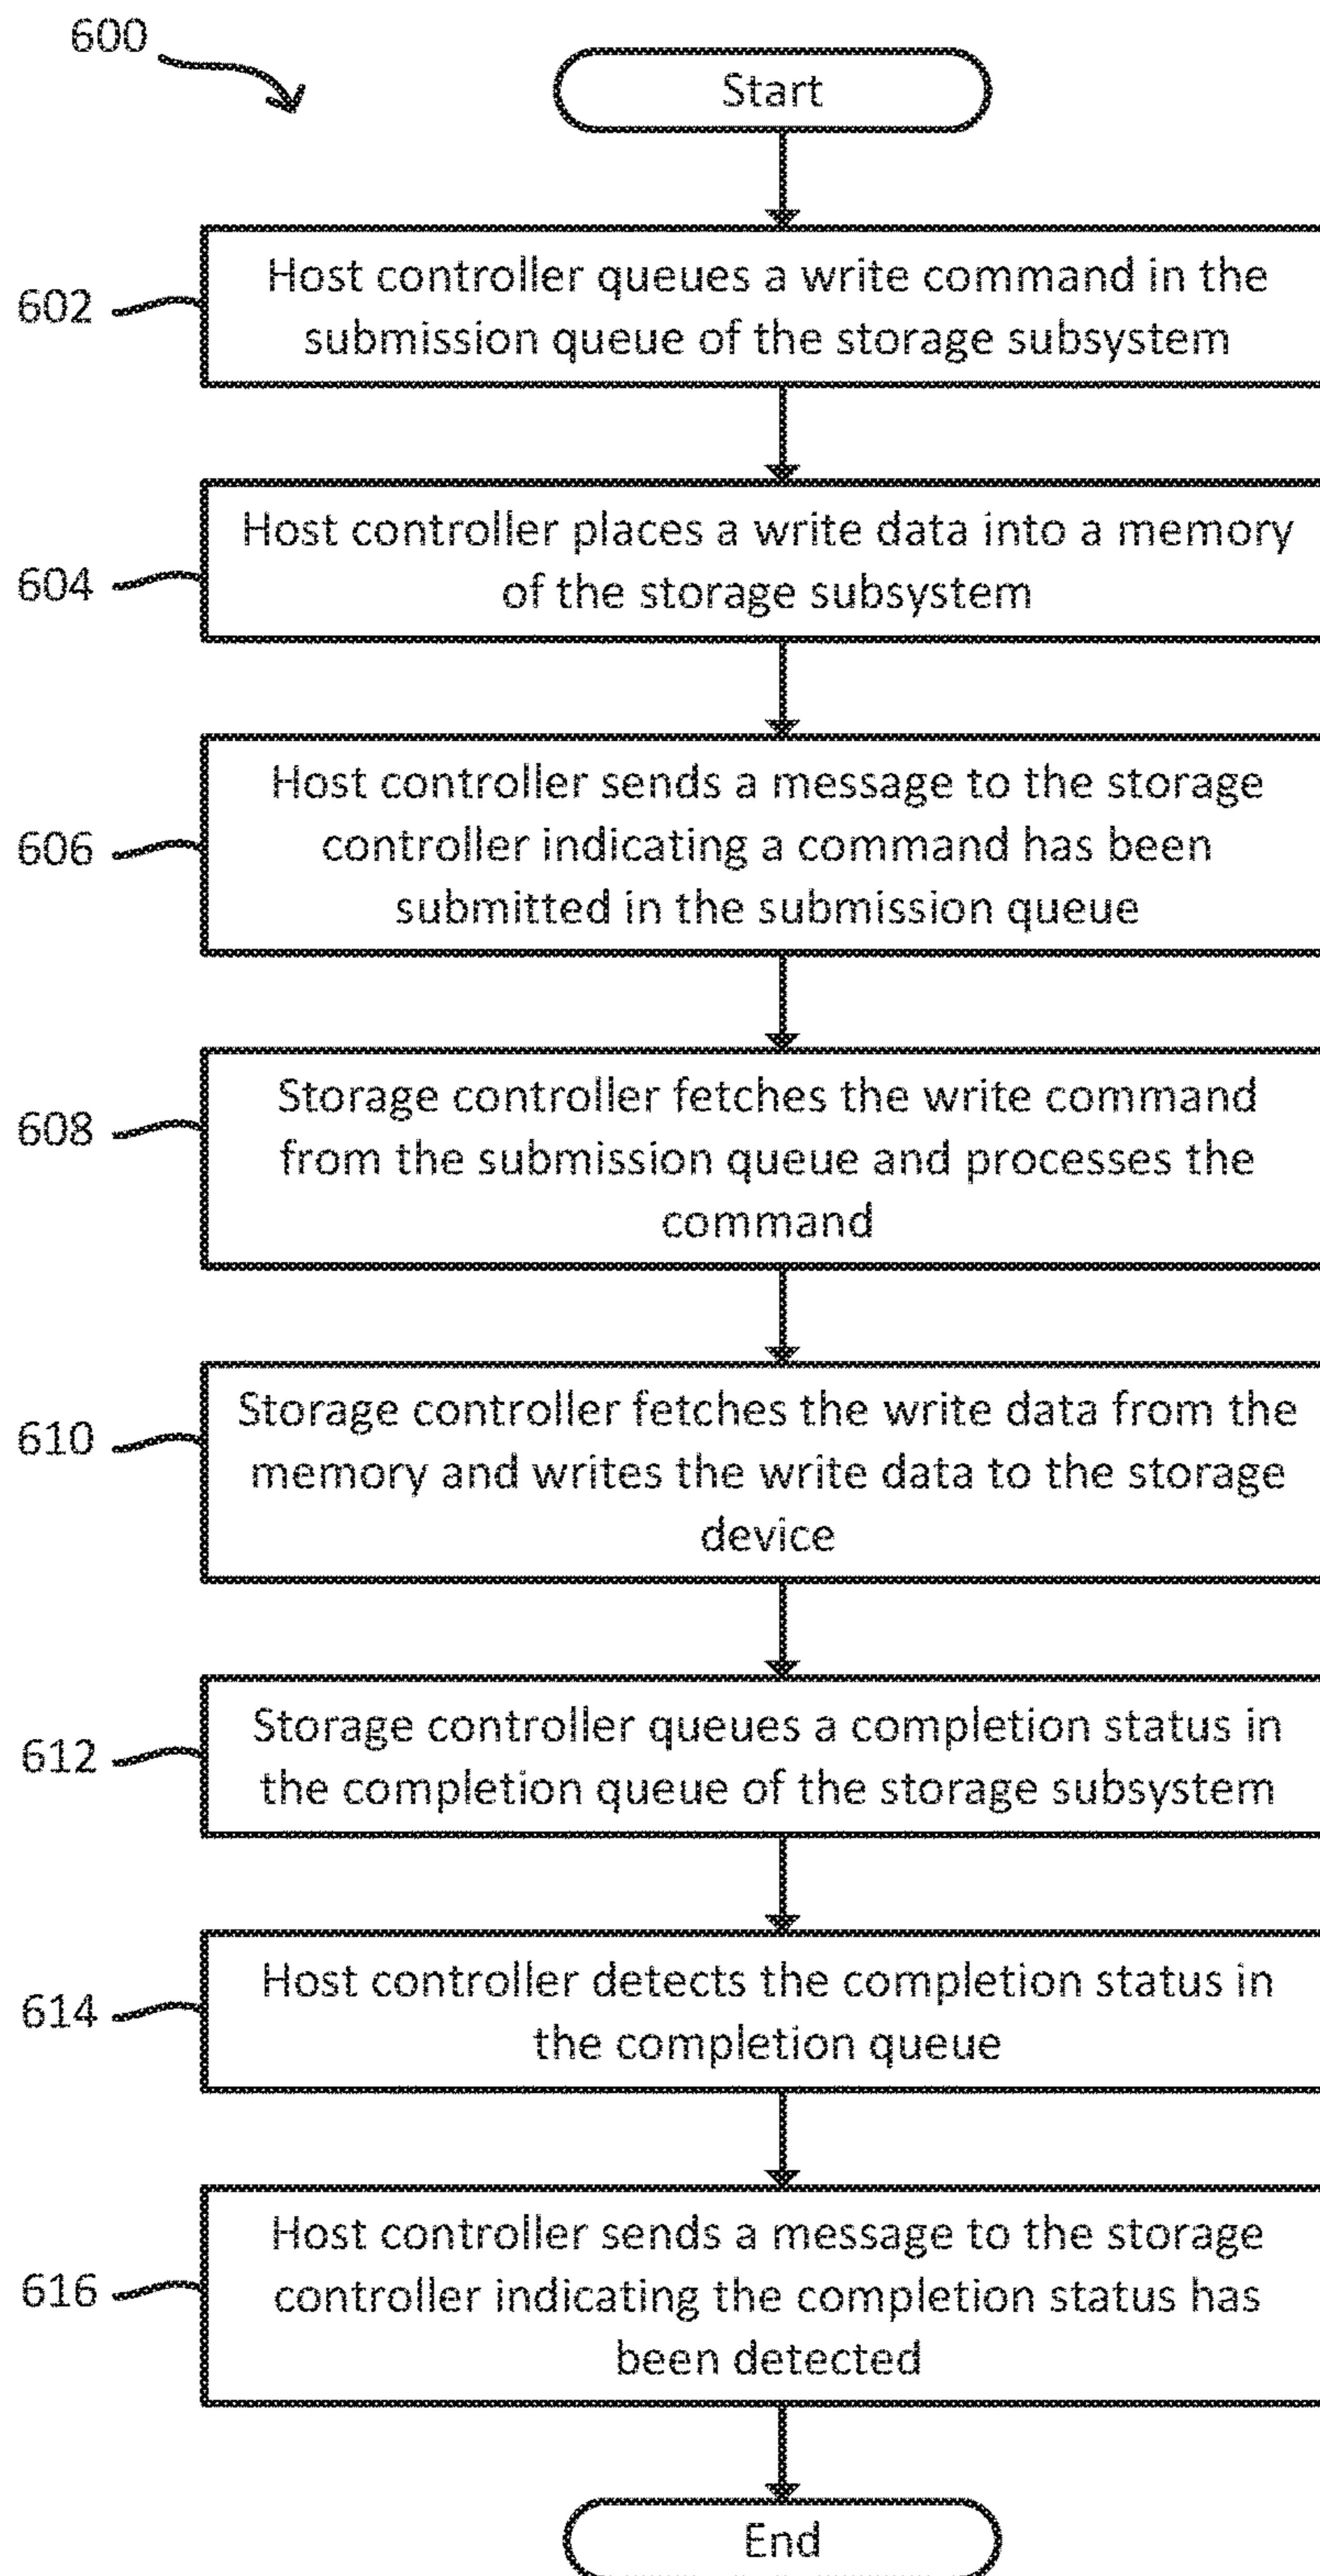 600
Start
602
Host controller queues a write command in the
submission queue of the storage subsystem
604
Host controller places a write data into a memory
of the storage subsystem
606
Host controller sends a message to the storage
controller indicating a command has been
submitted in the submission queue
608
Storage controller fetches the write command
from the submission queue and processes the
command
610
Storage controller fetches the write data from the
memory and writes the write data to the storage
device
612
Storage controller queues a completion status in
the completion queue of the storage subsystem
614
Host controller detects the completion status in
the completion queue
616
Host controller sends a message to the storage
controller indicating the completion status has
been detected
End